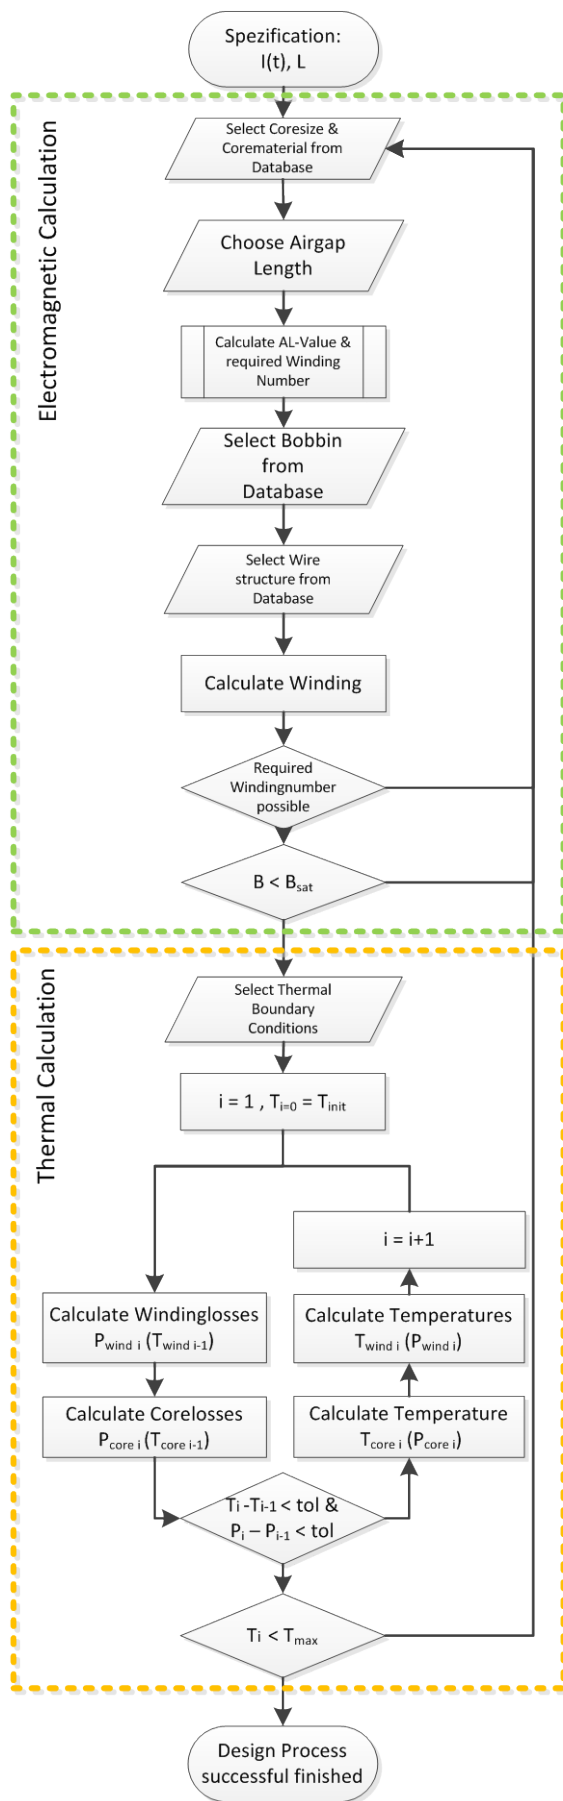 Spezification:
I(t), L
Electromagnetic Calculation
Select Coresize &
Corematerial from
Database
Choose Airgap
Length
Calculate AL-Value &
required Winding
Number
Select Bobbin
from
Database
Select Wire
structure from
Database
Calculate Winding
Required
Windingnumber
possible
B < Bsat
Thermal Calculation
Select Thermal
Boundary
Conditions
i = 1 , Ti=0 = Tinit
i = i+1
Calculate Windinglosses
Pwind i (Twind i-1)
Calculate Temperatures
Twind i (Pwind i)
Calculate Corelosses
Pcore i (Tcore i-1)
Calculate Temperature
Tcore i (Pcore i)
Ti -Ti-1 < tol &
Pi – Pi-1 < tol
Ti < Tmax
Design Process
successful finished